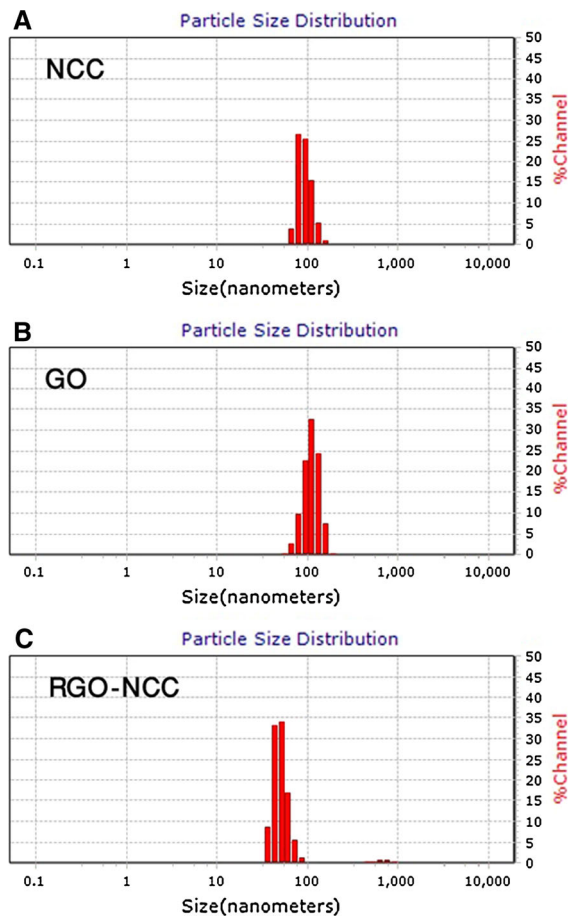 A
Particle Size Distribution
NCC
50
45
40
35
30
25
20
15
10
5
0
%Channel
0.1 1 10 100 1,000 10,000
Size(nanometers)
B
Particle Size Distribution
GO
50
45
40
35
30
25
20
15
10
5
0
%Channel
0.1 1 10 100 1,000 10,000
Size(nanometers)
C
Particle Size Distribution
RGO-NCC
50
45
40
35
30
25
20
15
10
5
0
%Channel
0.1 1 10 100 1,000 10,000
Size(nanometers)